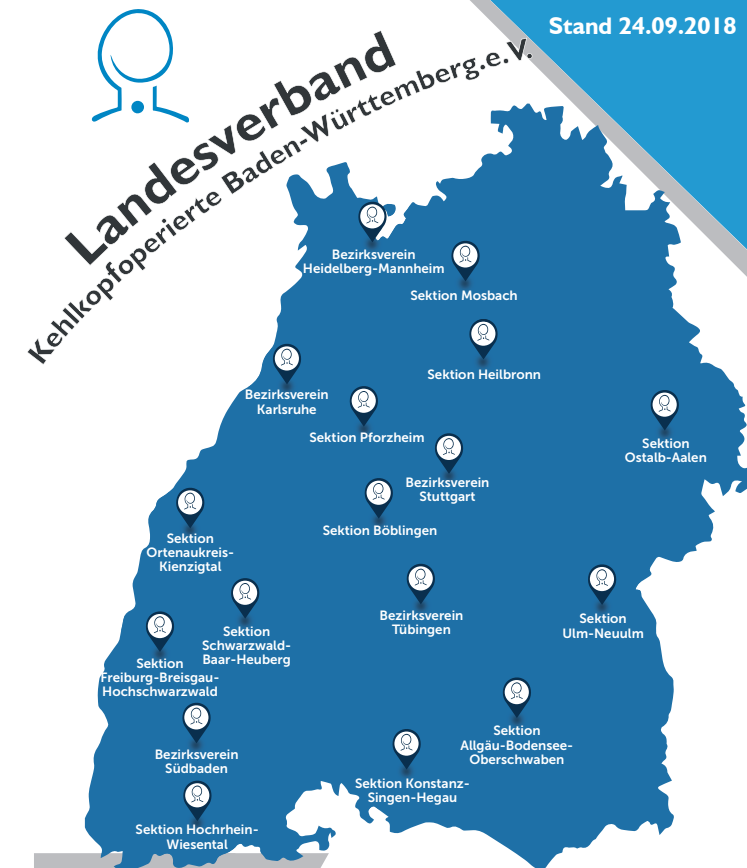 Stand 24.09.2018
Landesverband
Kehlkopfoperierte Baden-Württemberg.e.V.
Bezirksverein
Heidelberg-Mannheim
Sektion Mosbach
Sektion Heilbronn
Bezirksverein
Karlsruhe
Sektion Pforzheim
Sektion
Ostalb-Aalen
Bezirksverein
Stuttgart
Sektion Böblingen
Sektion
Ortenaukreis-
Kienzigtal
Bezirksverein
Tübingen
Sektion
Ulm-Neuulm
Sektion
Schwarzwald-
Baar-Heuberg
Sektion
Freiburg-Breisgau-
Hochschwarzwald
Sektion
Allgäu-Bodensee-
Oberschwaben
Bezirksverein
Südbaden
Sektion Konstanz-
Singen-Hegau
Sektion Hochrhein-
Wiesental